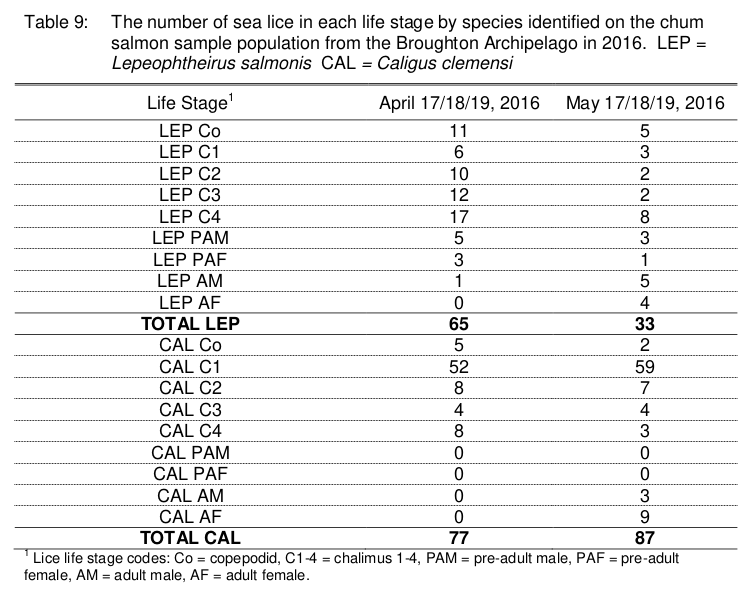 Table 9: The number of sea lice in each life stage by species identified on the chum
salmon sample population from the Broughton Archipelago in 2016. LEP =
Lepeophtheirus salmonis CAL = Caligus clemensi
Life Stage1 April 17/18/19, 2016 May 17/18/19, 2016
LEP Co 11 5
LEP C1 6 3
LEP C2 10 2
LEP C3 12 2
LEP C4 17 8
LEP PAM 5 3
LEP PAF 3 1
LEP AM 1 5
LEP AF 0 4
TOTAL LEP 65 33
CAL Co 5 2
CAL C1 52 59
CAL C2 8 7
CAL C3 4 4
CAL C4 8 3
CAL PAM 0 0
CAL PAF 0 0
CAL AM 0 3
CAL AF 0 9
TOTAL CAL 77 87
1 Lice life stage codes: Co = copepodid, C1-4 = chalimus 1-4, PAM = pre-adult male, PAF = pre-adult
female, AM = adult male, AF = adult female.